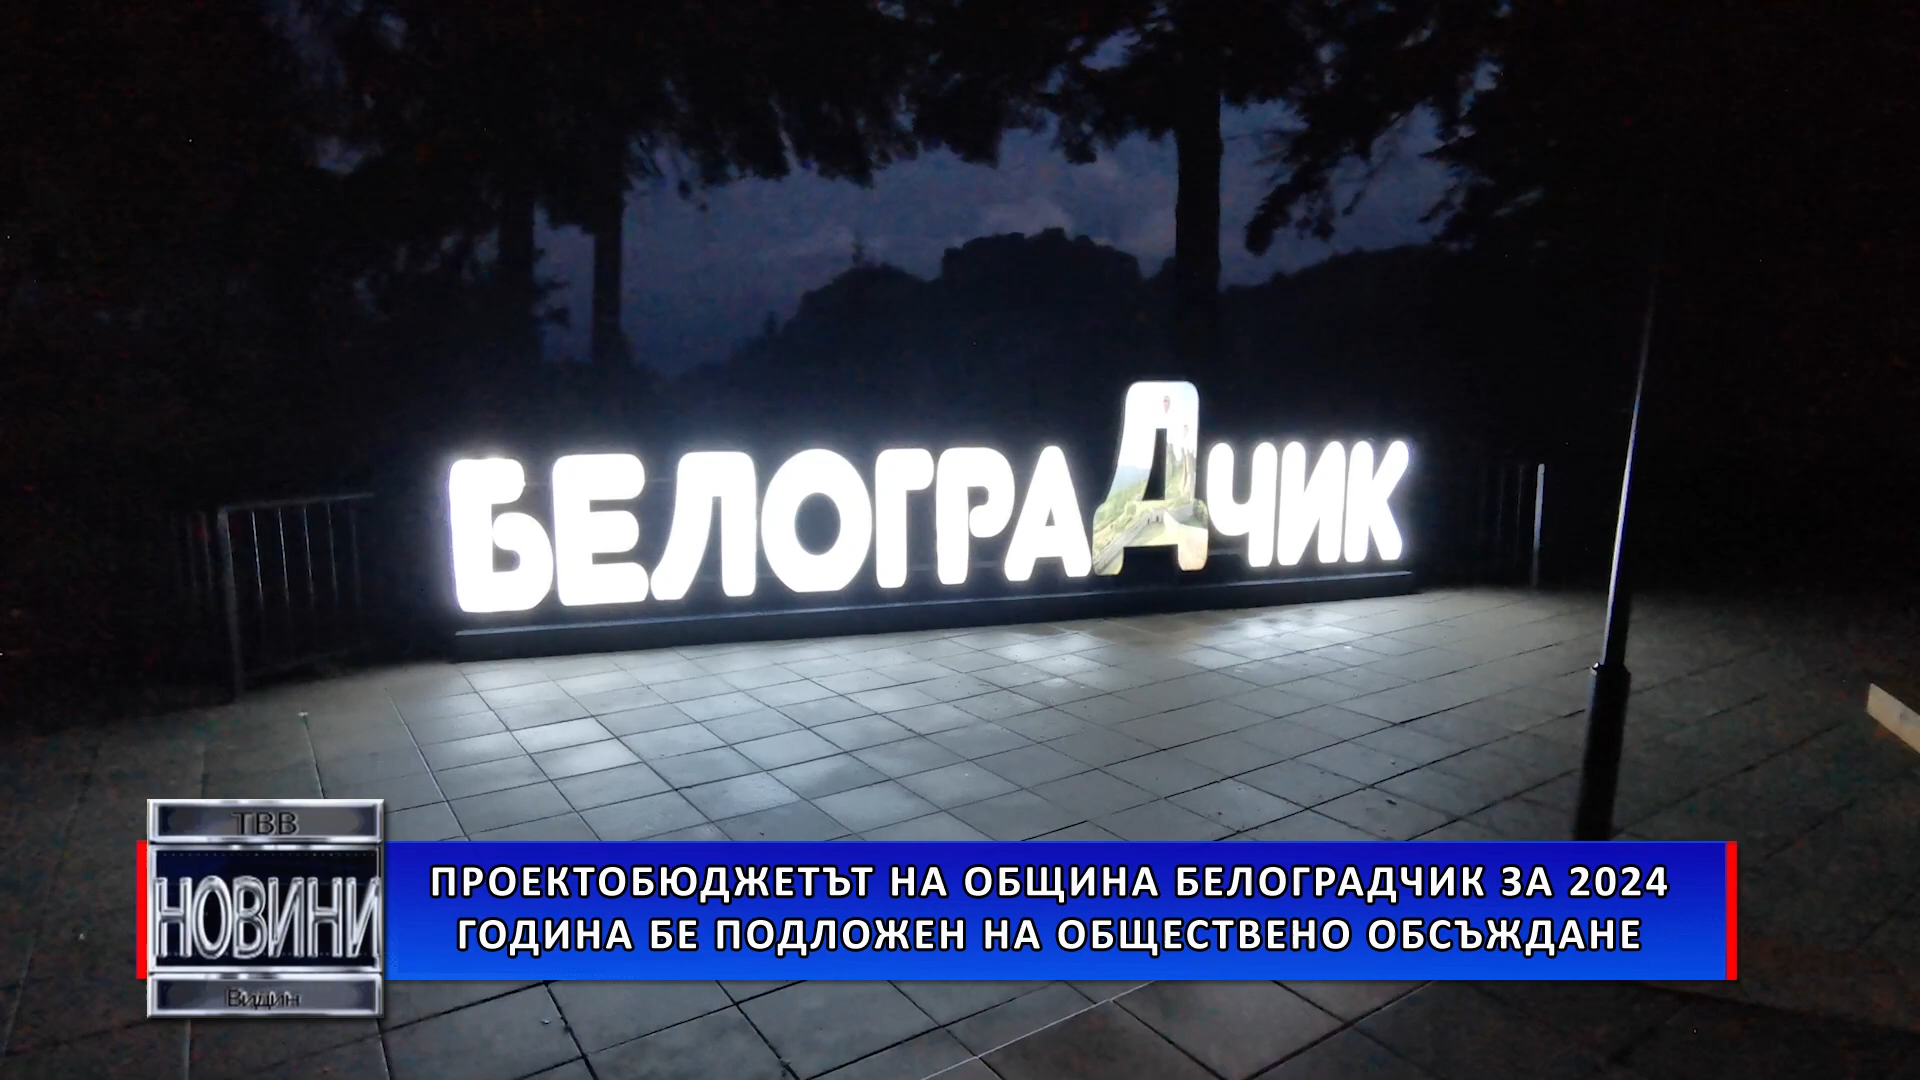 БЕЛОГРАДЧИК
ТВВ
НОВИНИ
Видин
ПРОЕКТОБЮДЖЕТЪТ НА ОБЩИНА БЕЛОГРАДЧИК ЗА 2024
ГОДИНА БЕ ПОДЛОЖЕН НА ОБЩЕСТВЕНО ОБСЪЖДАНЕ